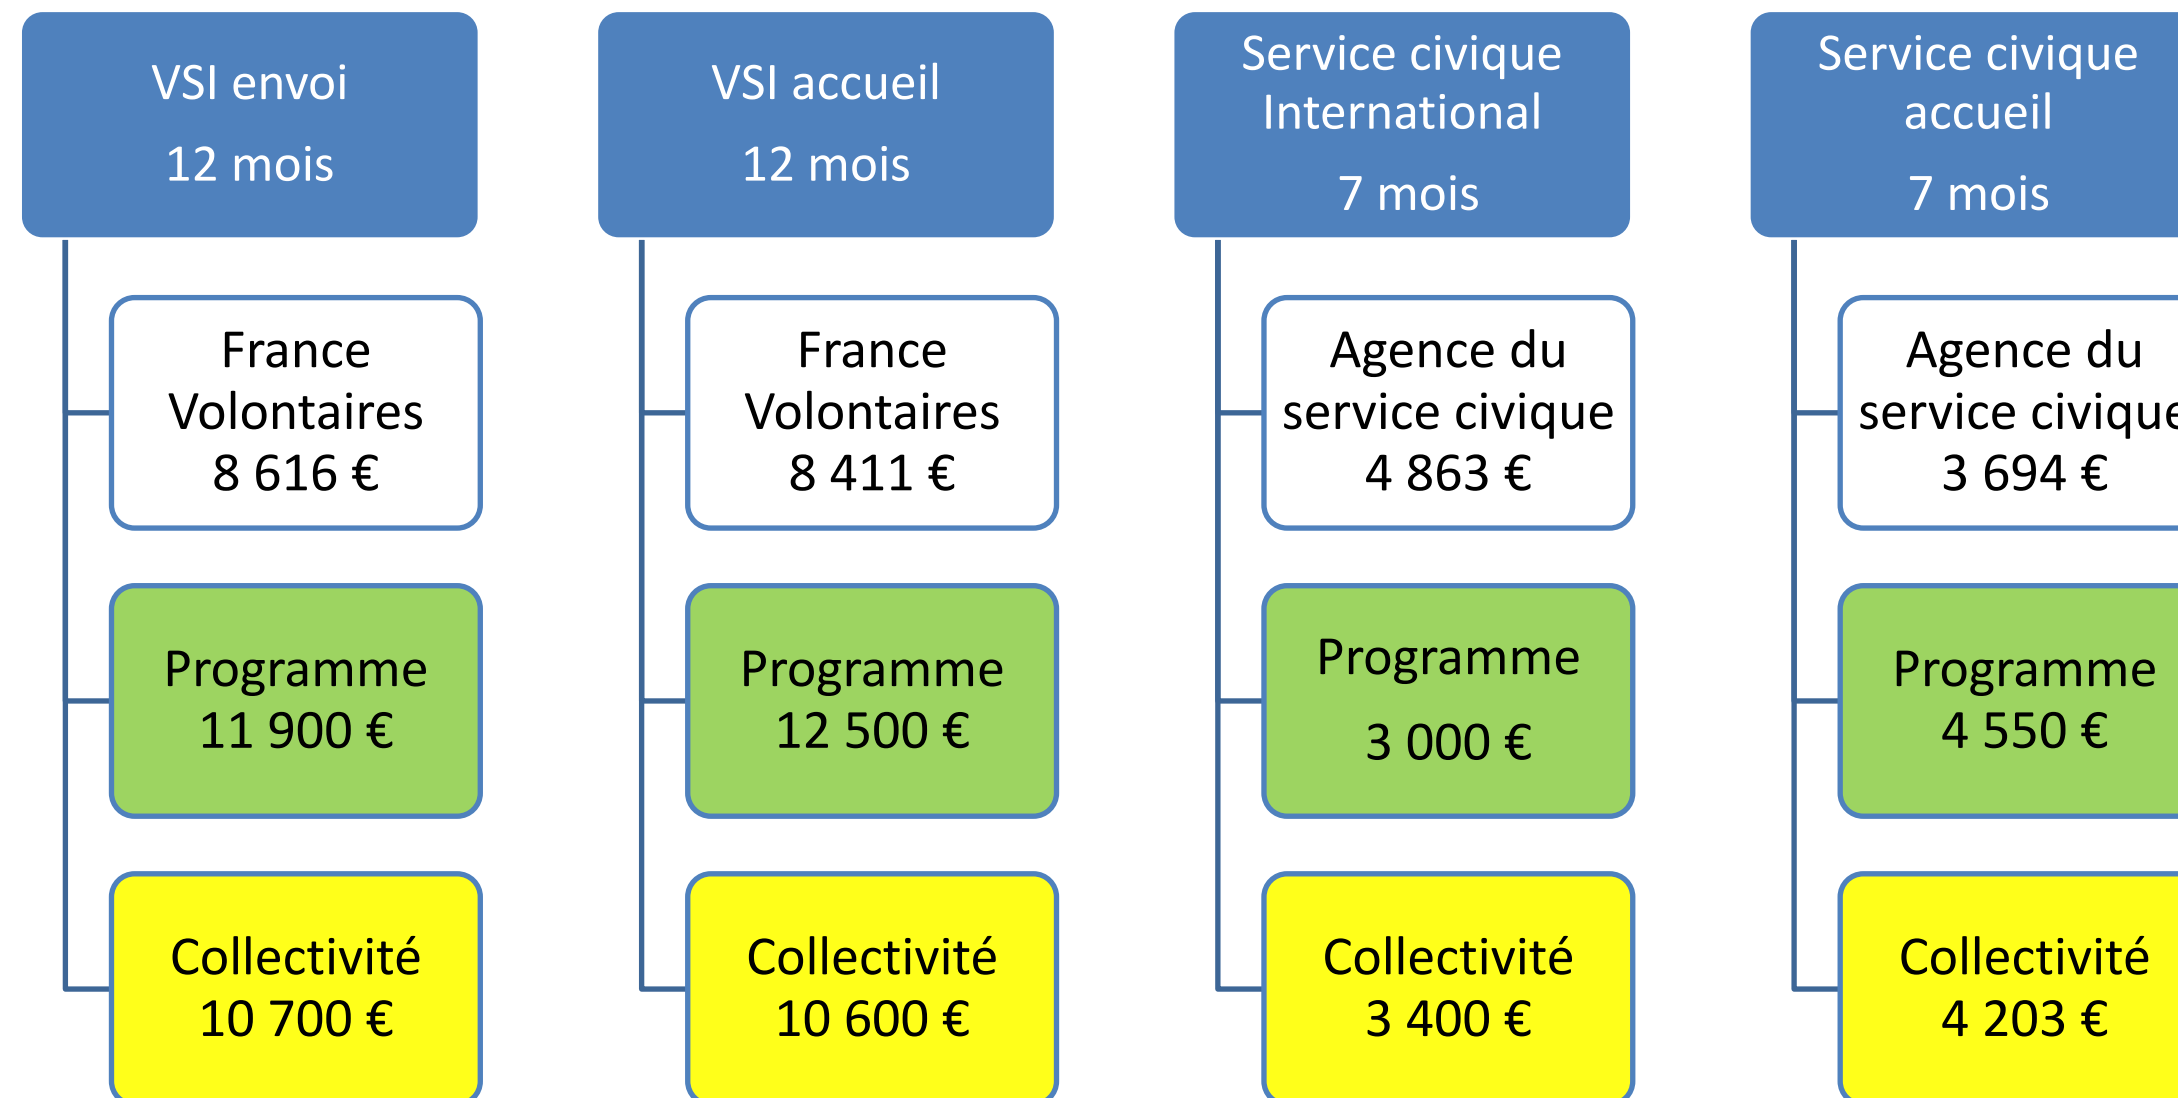 VSI envoi
12 mois
France
Volontaires
8 616 €
Programme
11 900 €
Collectivité
10 700 €
VSI accueil
12 mois
France
Volontaires
8 411 €
Programme
12 500 €
Collectivité
10 600 €
Service civique
International
7 mois
Agence du
service civique
4 863 €
Programme
3 000 €
Collectivité
3 400 €
Service civique
accueil
7 mois
Agence du
service civique
3 694 €
Programme
4 550 €
Collectivité
4 203 €